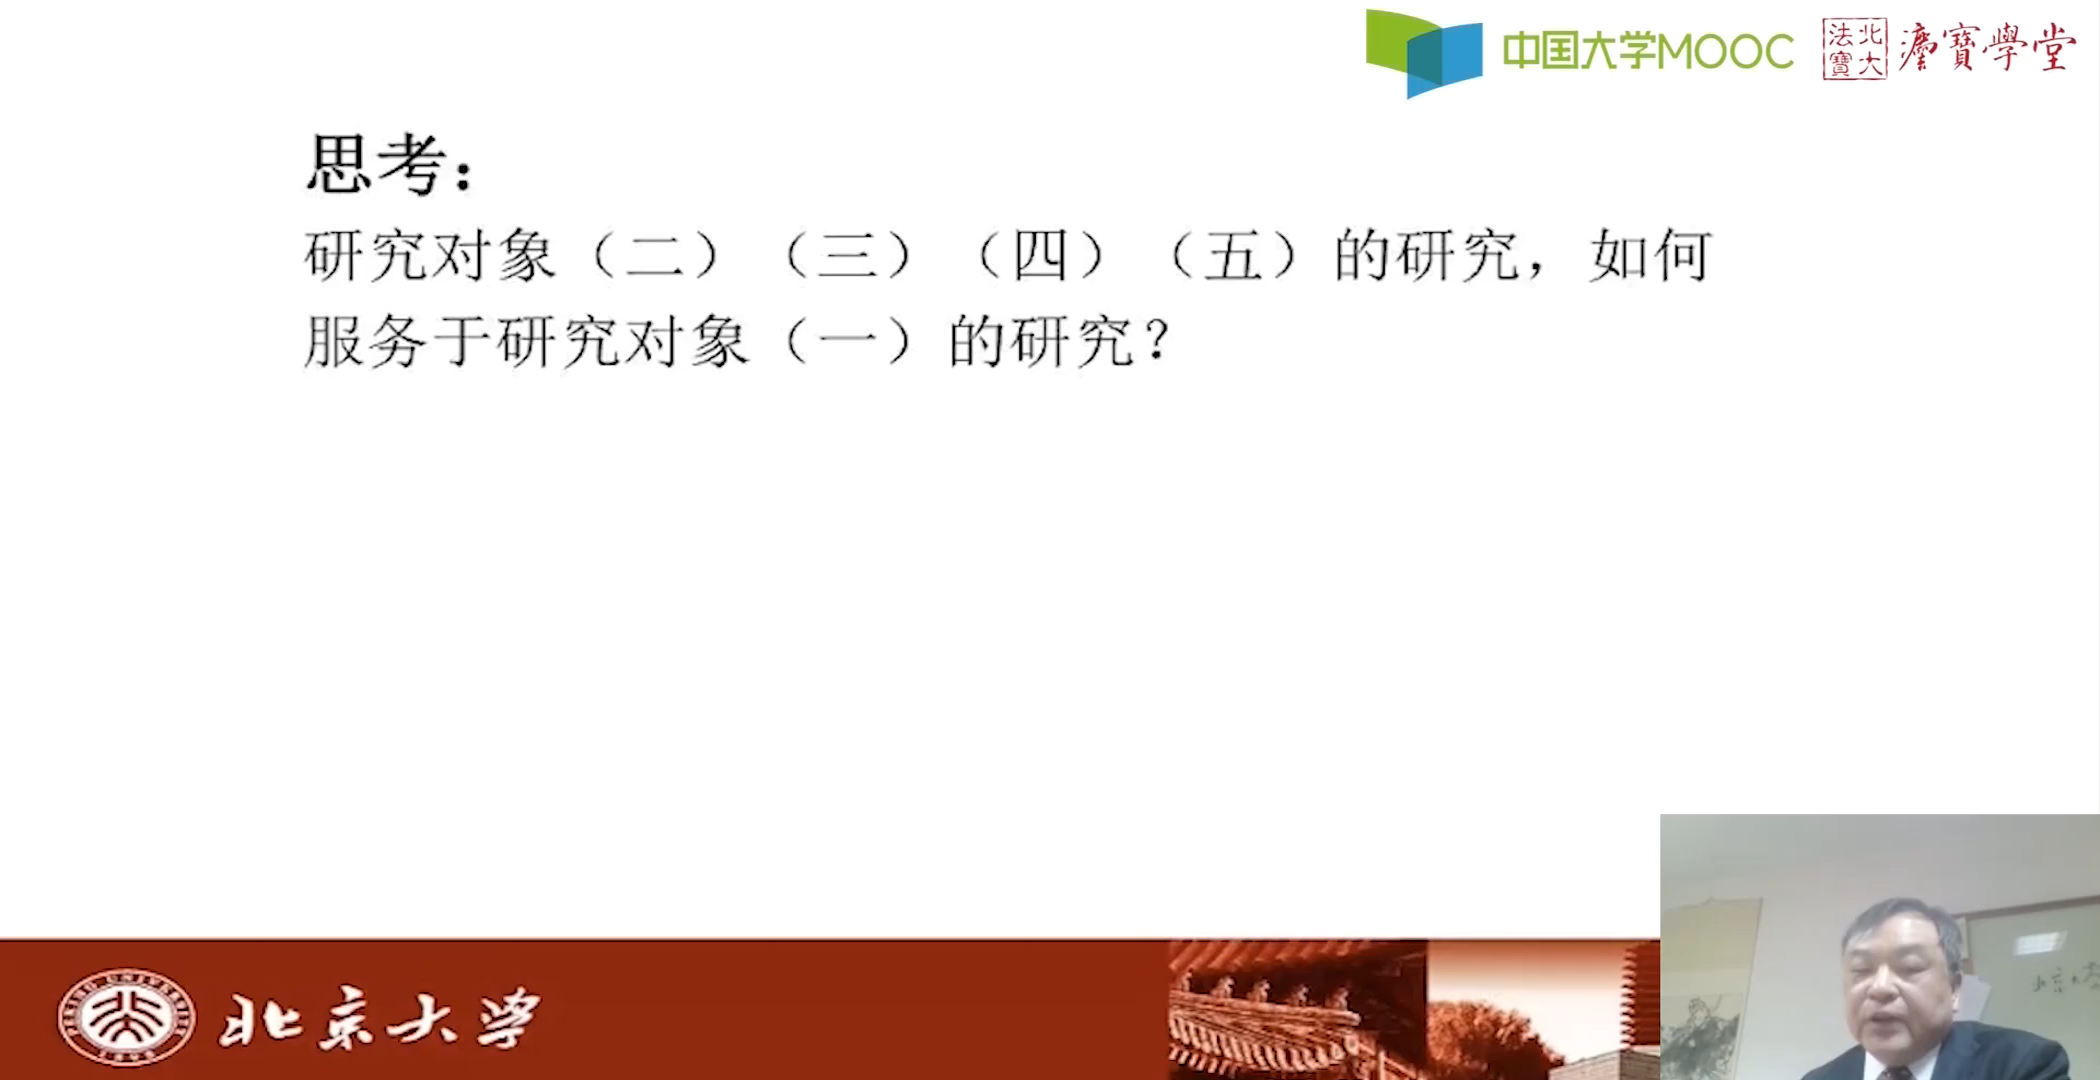 中国大学MOOC
北大法寶
法寶學堂
思考：
研究对象（二）（三）（四）（五）的研究，如何
服务于研究对象（一）的研究？
北京大学